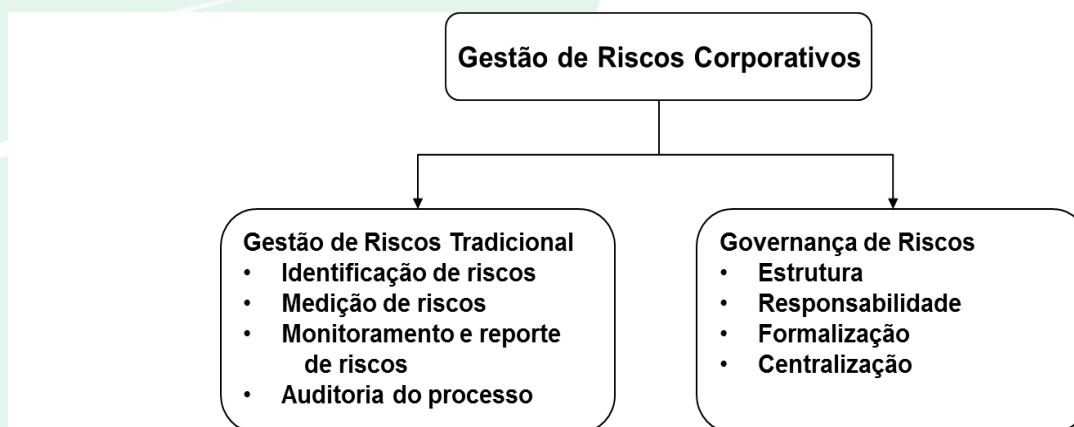 Gestão de Riscos Corporativos
Gestão de Riscos Tradicional
• Identificação de riscos
• Medição de riscos
• Monitoramento e reporte
de riscos
• Auditoria do processo
Governança de Riscos
• Estrutura
• Responsabilidade
• Formalização
• Centralização